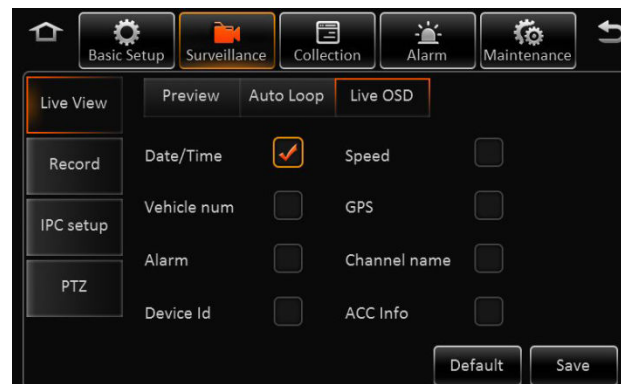 Basic Setup Surveillance Collection Alarm Maintenance
Live View Preview Auto Loop Live OSD
Date/Time Speed
Record
Vehicle num GPS
IPC setup
Alarm Channel name
PTZ
Device Id ACC Info
Default Save